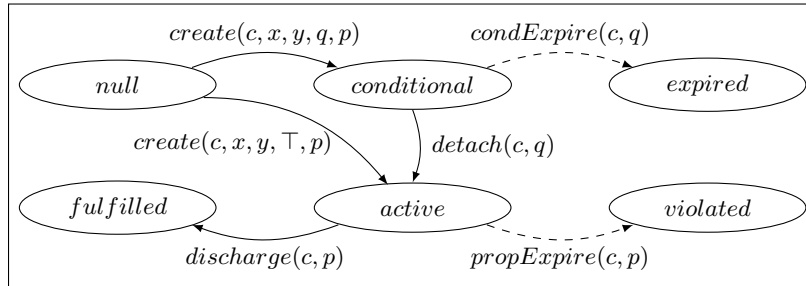 create(c, x, y, q, p)
condExpire(c, q)
null
conditional
expired
create(c, x, y, ⊤, p)
detach(c, q)
fulfilled
active
violated
discharge(c, p)
propExpire(c, p)